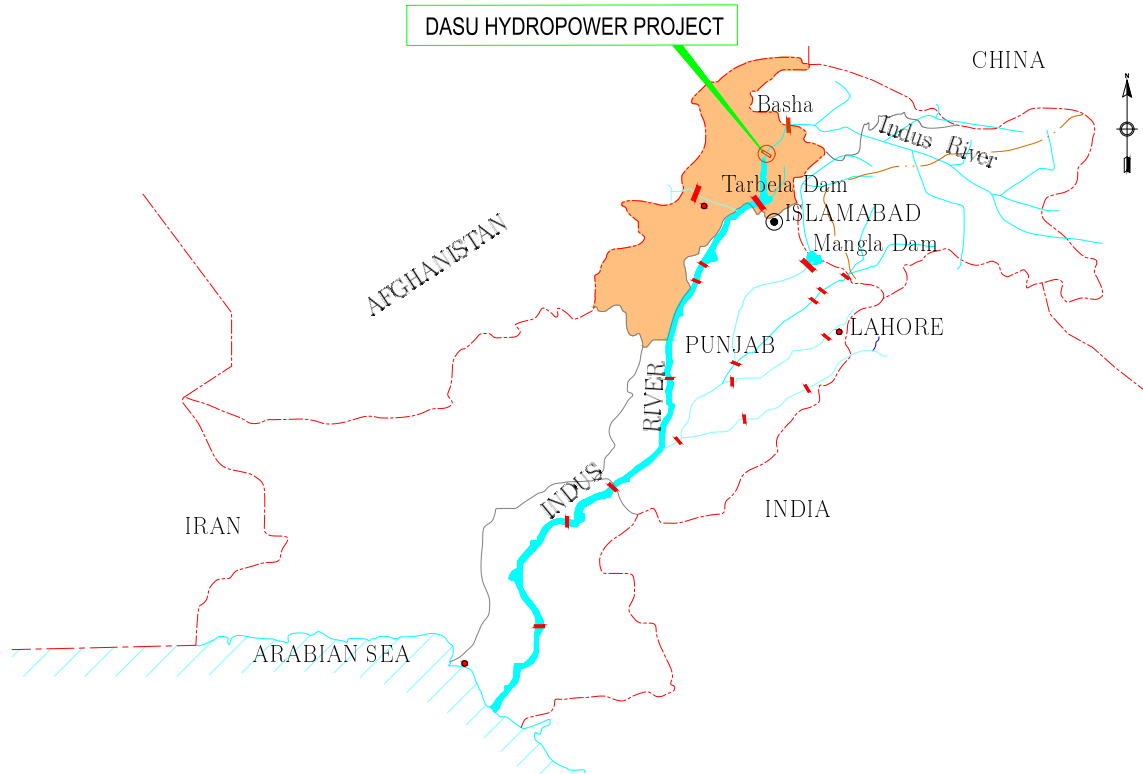 DASU HYDROPOWER PROJECT
CHINA
N
Basha
Indus River
Tarbela Dam
ISLAMABAD
AFGHANISTAN
Mangla Dam
LAHORE
PUNJAB
INDUS RIVER
INDIA
IRAN
ARABIAN SEA